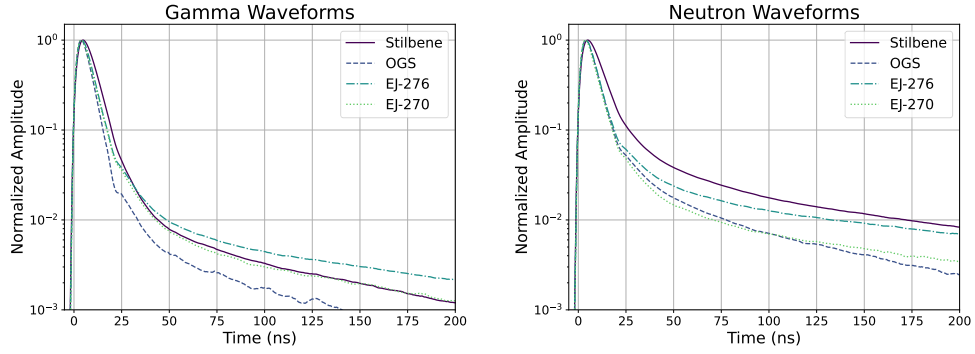 Gamma Waveforms
Normalized Amplitude
10⁰
10⁻¹
10⁻²
10⁻³
Stilbene
OGS
EJ-276
EJ-270
0 25 50 75 100 125 150 175 200
Time (ns)
Neutron Waveforms
Normalized Amplitude
10⁰
10⁻¹
10⁻²
10⁻³
Stilbene
OGS
EJ-276
EJ-270
0 25 50 75 100 125 150 175 200
Time (ns)